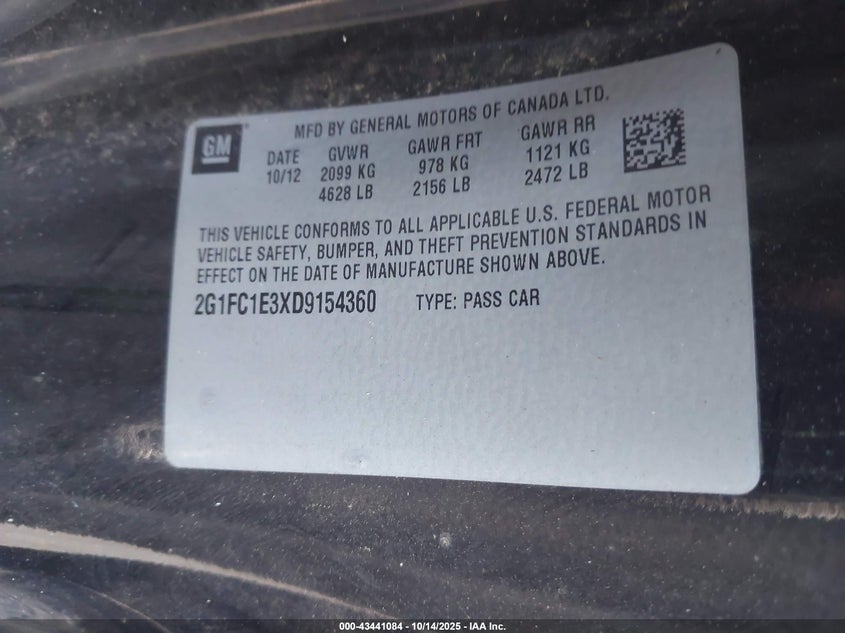 GM
MFD BY GENERAL MOTORS OF CANADA LTD.
DATE GVWR GAWR FRT GAWR RR
10/12 2099 KG 978 KG 1121 KG
4628 LB 2156 LB 2472 LB
THIS VEHICLE CONFORMS TO ALL APPLICABLE U.S. FEDERAL MOTOR
VEHICLE SAFETY, BUMPER, AND THEFT PREVENTION STANDARDS IN
EFFECT ON THE DATE OF MANUFACTURE SHOWN ABOVE.
2G1FC1E3XD9154360 TYPE: PASS CAR
000-43441084 - 10/14/2025 - IAA Inc.